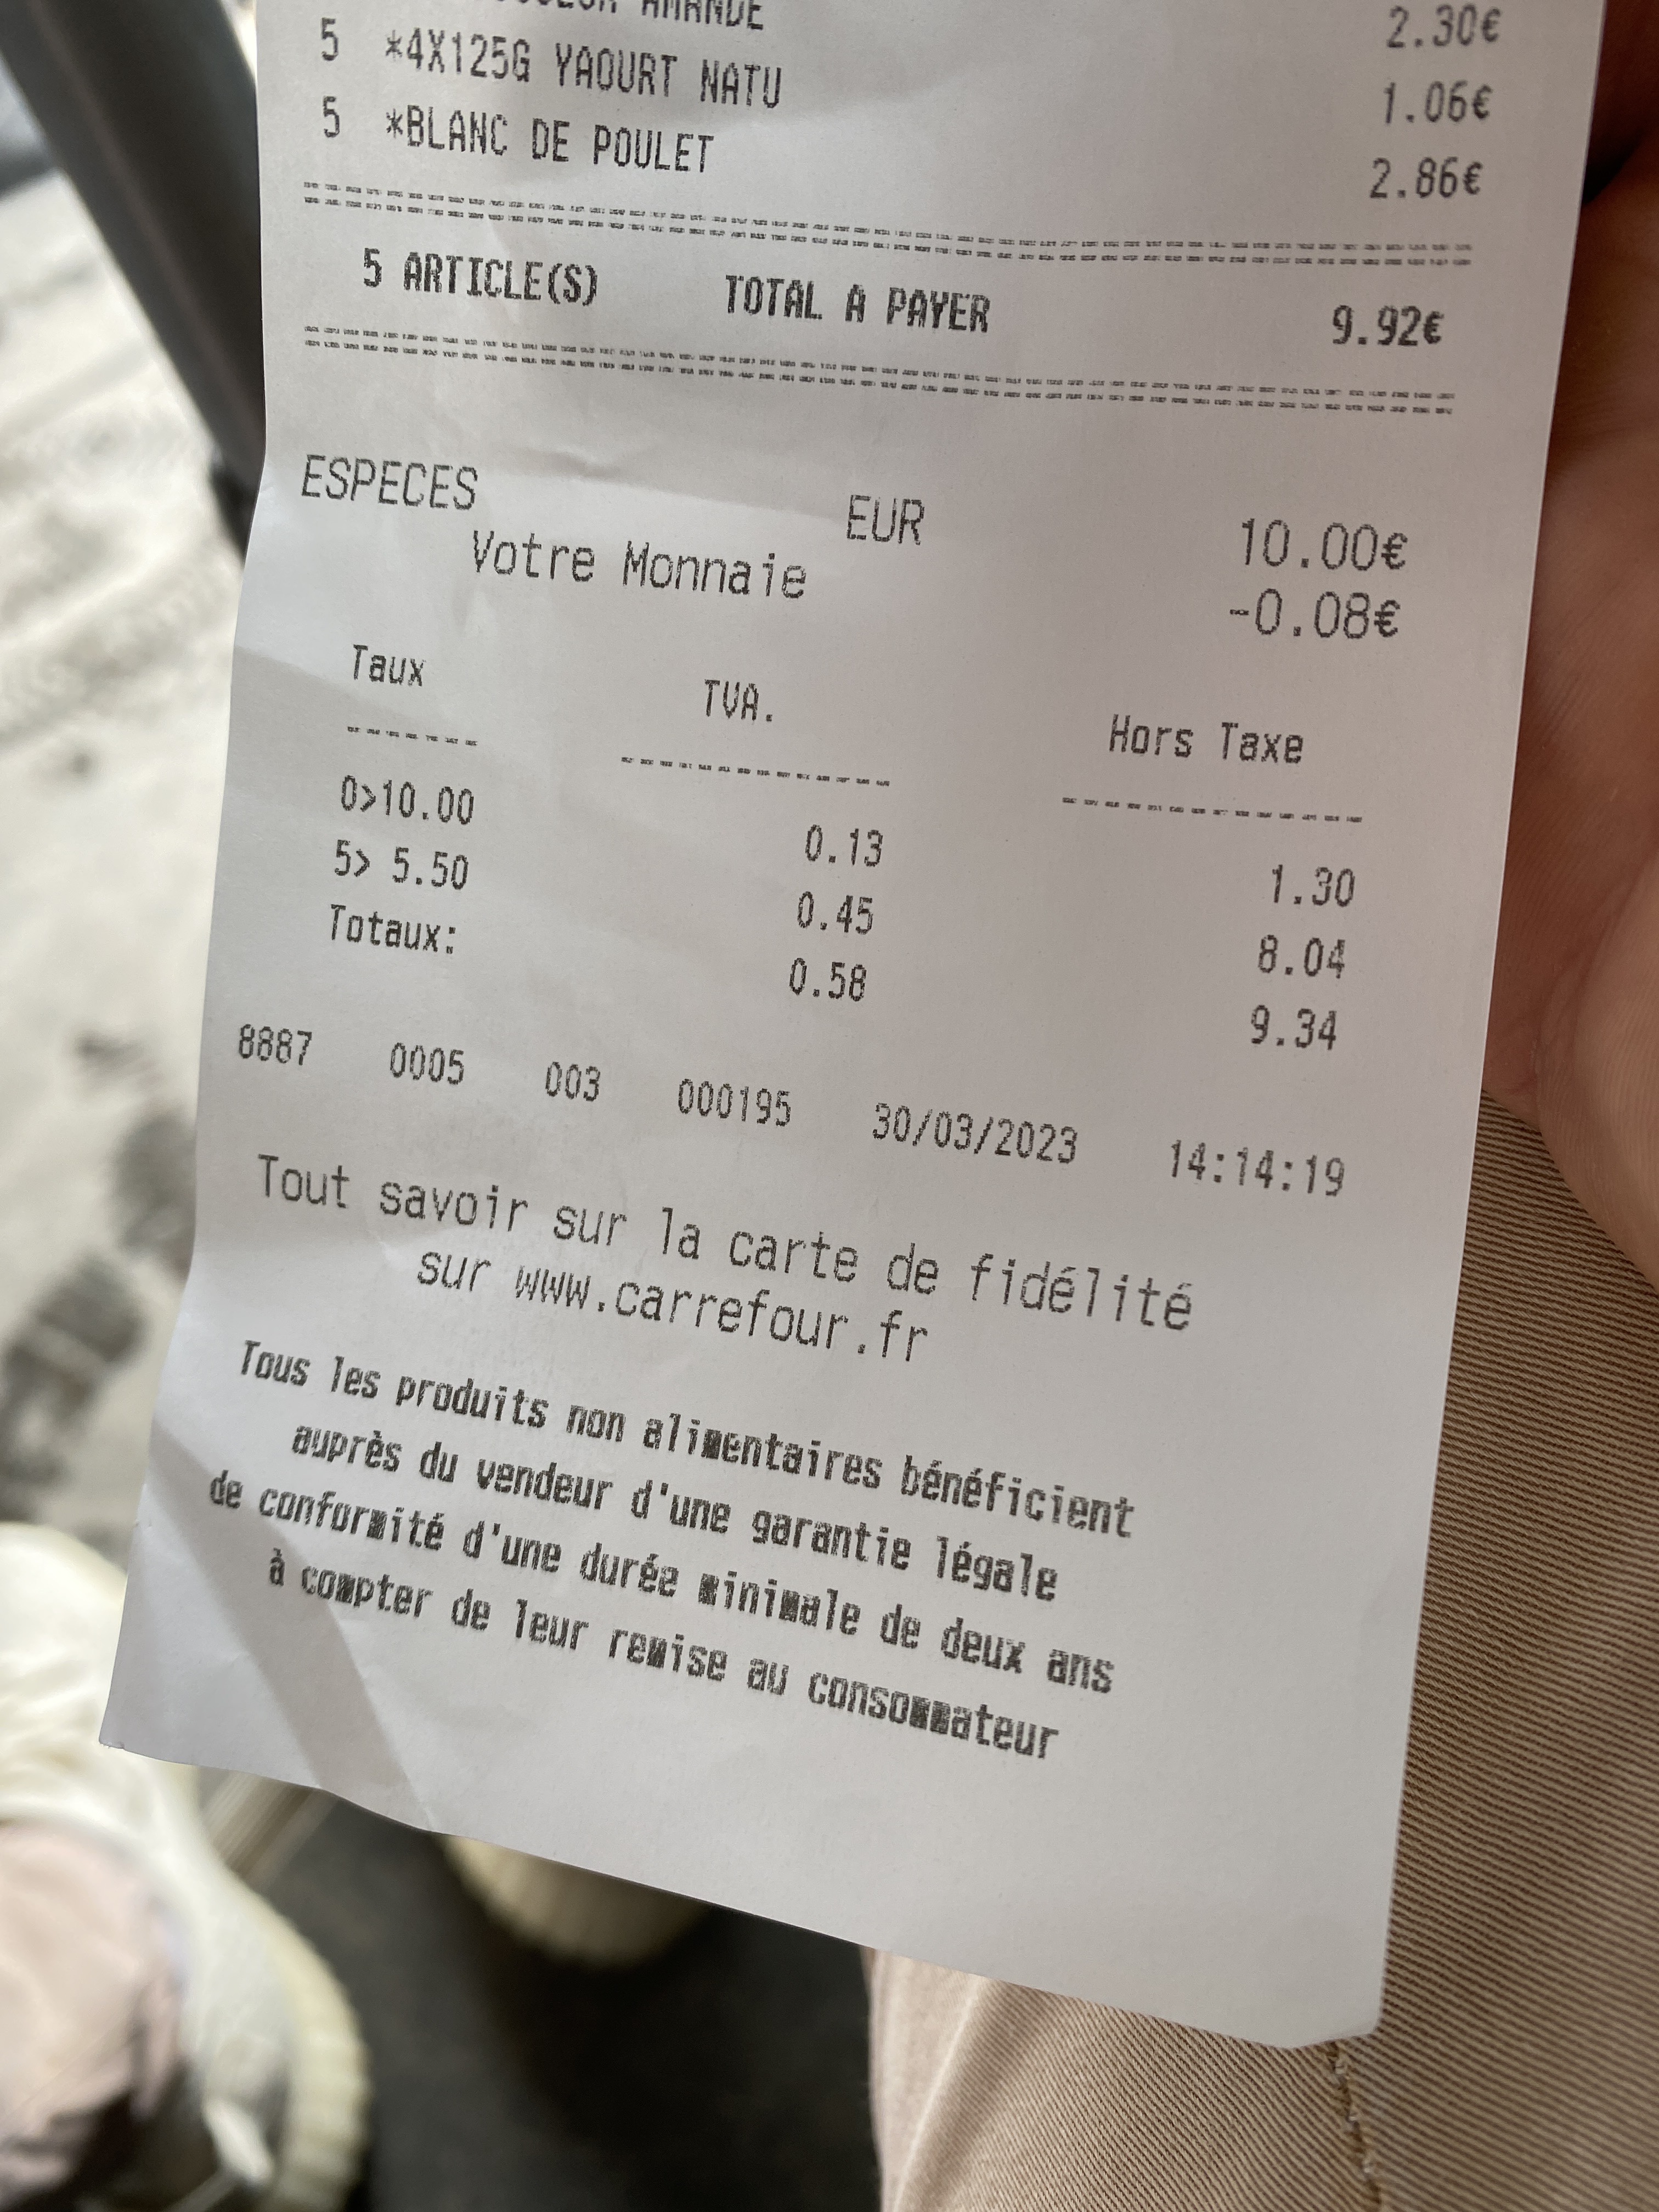 AMANDE 2.30€
5 *4X125G YAOURT NATU 1.06€
5 *BLANC DE POULET 2.86€
5 ARTICLE(S) TOTAL A PAYER 9.92€
ESPECES EUR 10.00€
Votre Monnaie -0.08€
Taux TVA. Hors Taxe
0>10.00 0.13 1.30
5> 5.50 0.45 8.04
Totaux: 0.58 9.34
8887 0005 003 000195 30/03/2023 14:14:19
Tout savoir sur la carte de fidélité
sur www.carrefour.fr
Tous les produits non alimentaires bénéficient
auprès du vendeur d'une garantie légale
de conformité d'une durée minimale de deux ans
à compter de leur remise au consommateur